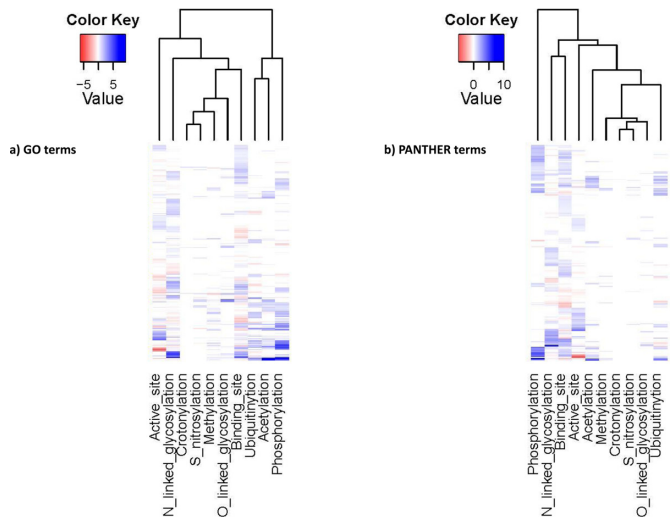 Color Key
−5 5
Value
a) GO terms
Active_site
N_linked_glycosylation
Crotonylation
S_nitrosylation
Methylation
O_linked_glycosylation
Binding_site
Ubiquitinytion
Acetylation
Phosphorylation
Color Key
0 10
Value
b) PANTHER terms
Phosphorylation
N_linked_glycosylation
Binding_site
Active_site
Acetylation
Methylation
Crotonylation
S_nitrosylation
O_linked_glycosylation
Ubiquitinytion